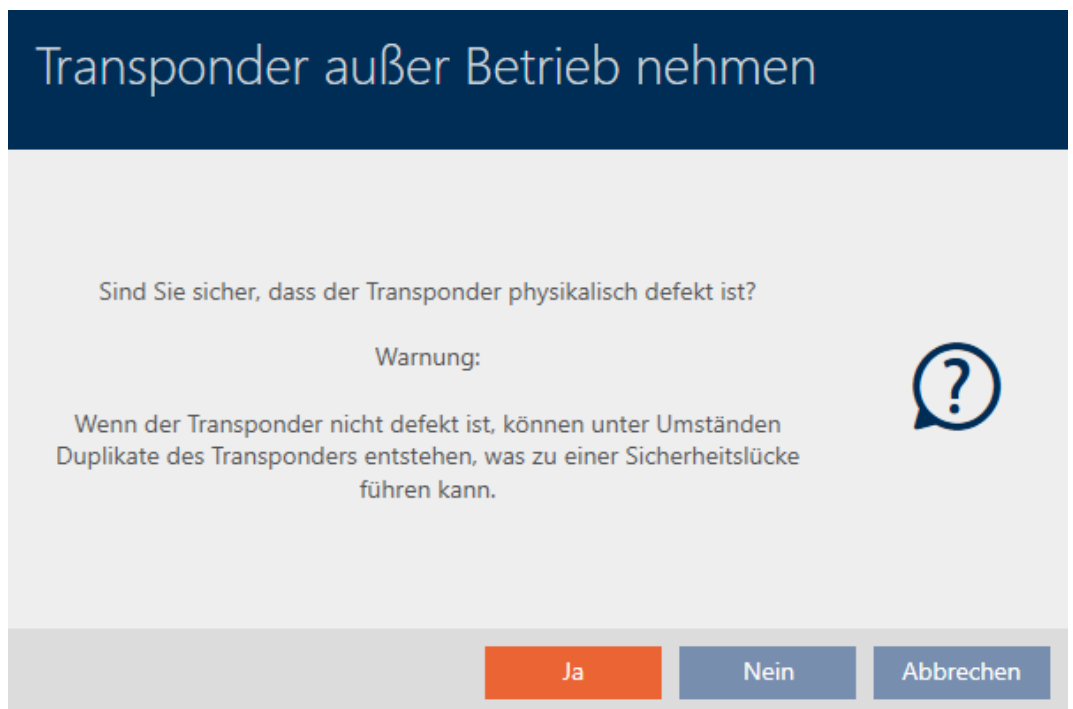 Transponder außer Betrieb nehmen
Sind Sie sicher, dass der Transponder physikalisch defekt ist?
Warnung:
Wenn der Transponder nicht defekt ist, können unter Umständen
Duplikate des Transponders entstehen, was zu einer Sicherheitslücke
führen kann.
?
Ja
Nein
Abbrechen